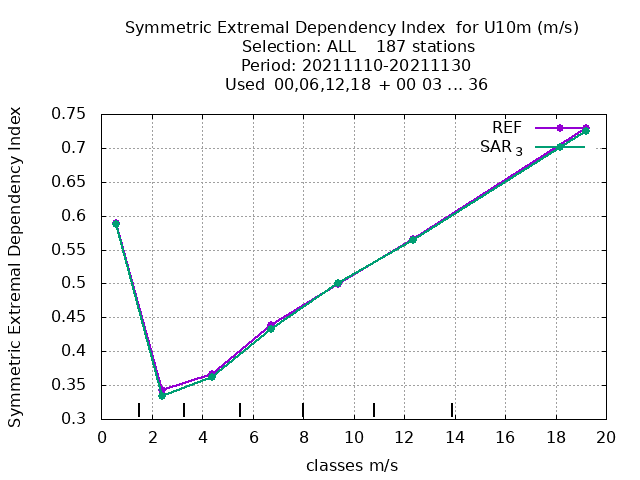 Symmetric Extremal Dependency Index  for U10m (m/s)
Selection: ALL    187 stations
Period: 20211110-20211130
Used  00,06,12,18  + 00 03 ... 36
Symmetric Extremal Dependency Index
0.75
0.7
0.65
0.6
0.55
0.5
0.45
0.4
0.35
0.3
REF
SAR 3
0 2 4 6 8 10 12 14 16 18 20
classes m/s